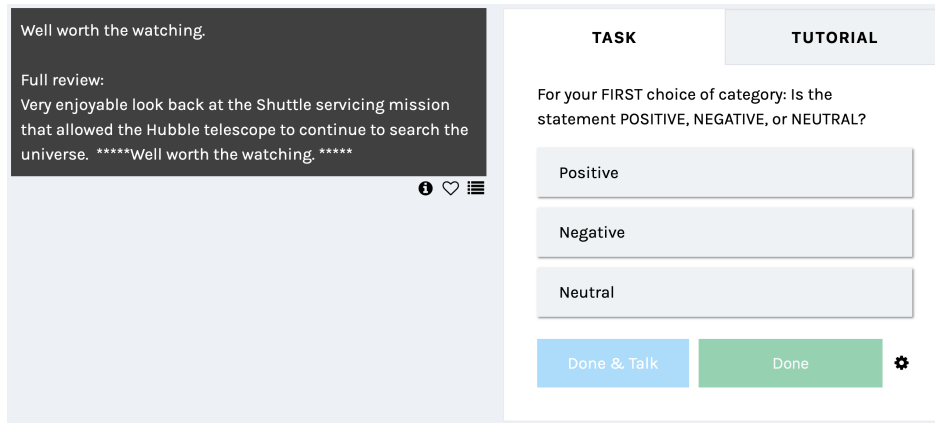 Well worth the watching.
Full review:
Very enjoyable look back at the Shuttle servicing mission
that allowed the Hubble telescope to continue to search the
universe.  *****Well worth the watching. *****
TASK
TUTORIAL
For your FIRST choice of category: Is the
statement POSITIVE, NEGATIVE, or NEUTRAL?
Positive
Negative
Neutral
Done & Talk
Done